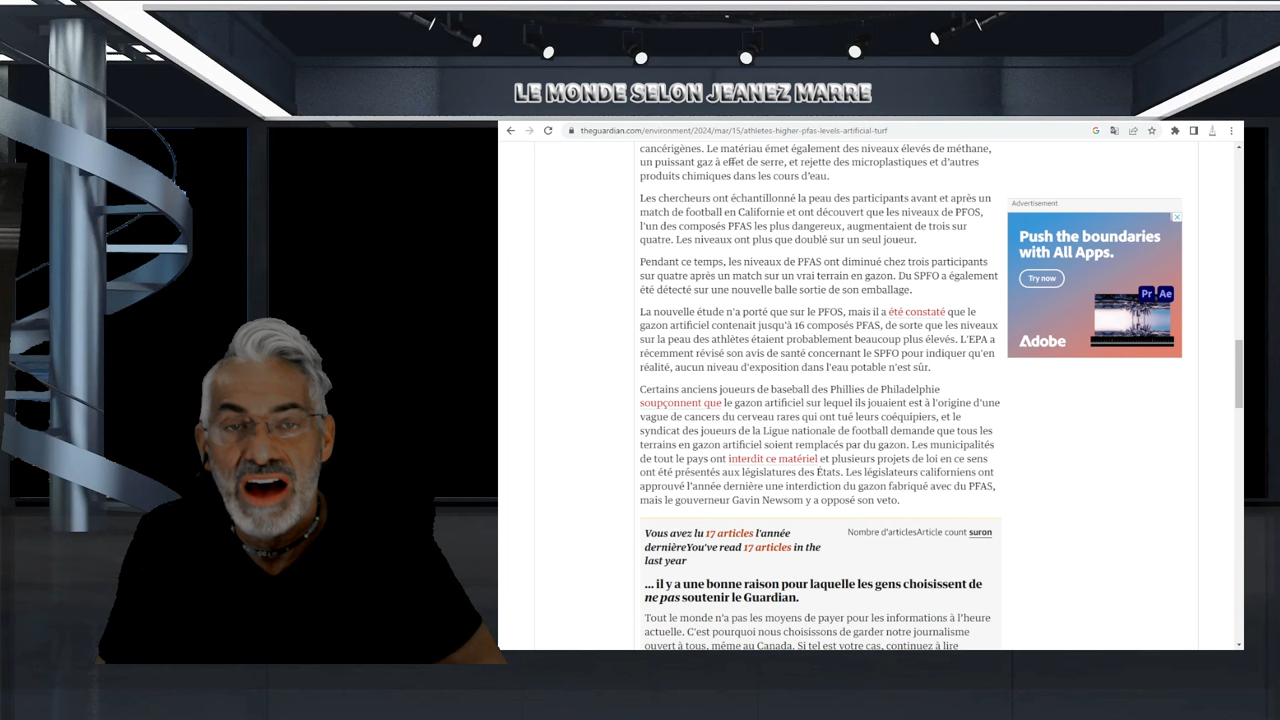 LE MONDE SELON JEANEZ MARRE
theguardian.com/environment/2024/mar/15/athletes-higher-pfas-levels-artificial-turf
cancérigènes. Le matériau émet également des niveaux élevés de méthane,
un puissant gaz à effet de serre, et rejette des microplastiques et d'autres
produits chimiques dans les cours d'eau.
Les chercheurs ont échantillonné la peau des participants avant et après un
match de football en Californie et ont découvert que les niveaux de PFOS,
l'un des composés PFAS les plus dangereux, augmentaient de trois sur
quatre. Les niveaux ont plus que doublé sur un seul joueur.
Pendant ce temps, les niveaux de PFAS ont diminué chez trois participants
sur quatre après un match sur un vrai terrain en gazon. Du SPFO a également
été détecté sur une nouvelle balle sortie de son emballage.
La nouvelle étude n'a porté que sur le PFOS, mais il a été constaté que le
gazon artificiel contenait jusqu'à 16 composés PFAS, de sorte que les niveaux
sur la peau des athlètes étaient probablement beaucoup plus élevés. L'EPA a
récemment révisé son avis de santé concernant le SPFO pour indiquer qu'en
réalité, aucun niveau d'exposition dans l'eau potable n'est sûr.
Certains anciens joueurs de baseball des Phillies de Philadelphie
soupçonnent que le gazon artificiel sur lequel ils jouaient est à l'origine d'une
vague de cancers du cerveau rares qui ont tué leurs coéquipiers, et le
syndicat des joueurs de la Ligue nationale de football demande que tous les
terrains en gazon artificiel soient remplacés par du gazon. Les municipalités
de tout le pays ont interdit ce matériel et plusieurs projets de loi en ce sens
ont été présentés aux législatures des États. Les législateurs californiens ont
approuvé l'année dernière une interdiction du gazon fabriqué avec du PFAS,
mais le gouverneur Gavin Newsom y a opposé son veto.
Advertisement
Push the boundaries
with All Apps.
Try now
Pr Ae
Adobe
Vous avez lu 17 articles l'année
dernièreYou've read 17 articles in the
last year
Nombre d'articlesArticle count suron
... il y a une bonne raison pour laquelle les gens choisissent de
ne pas soutenir le Guardian.
Tout le monde n'a pas les moyens de payer pour les informations à l'heure
actuelle. C'est pourquoi nous choisissons de garder notre journalisme
ouvert à tous, même au Canada. Si tel est votre cas, continuez à lire